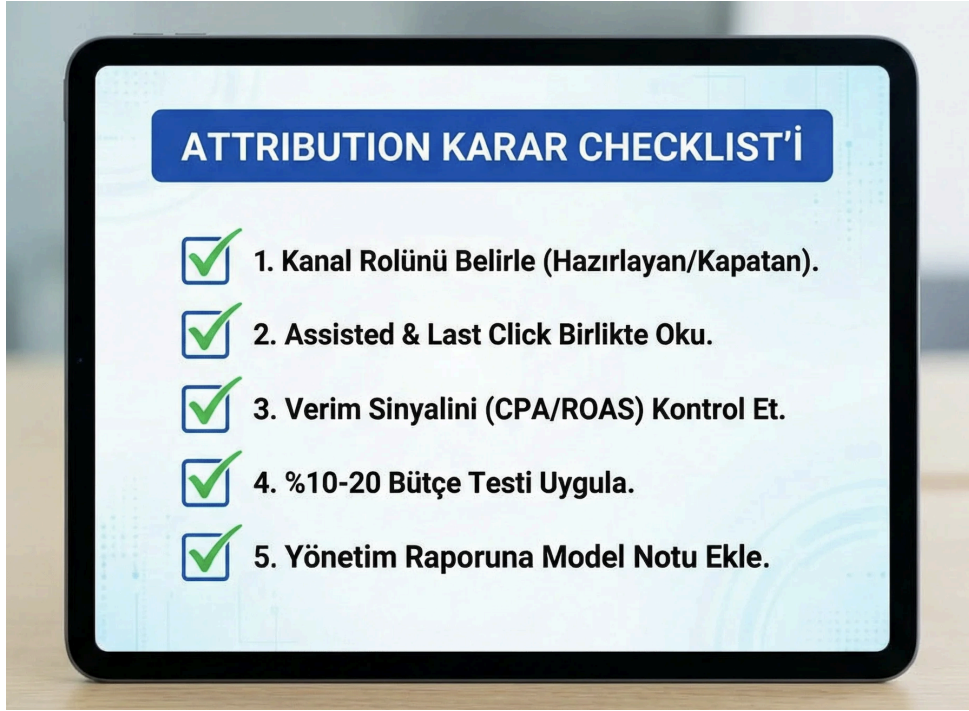 ATTRIBUTION KARAR CHECKLIST’İ
1. Kanal Rolünü Belirle (Hazırlayan/Kapatan).
2. Assisted & Last Click Birlikte Oku.
3. Verim Sinyalini (CPA/ROAS) Kontrol Et.
4. %10-20 Bütçe Testi Uygula.
5. Yönetim Raporuna Model Notu Ekle.